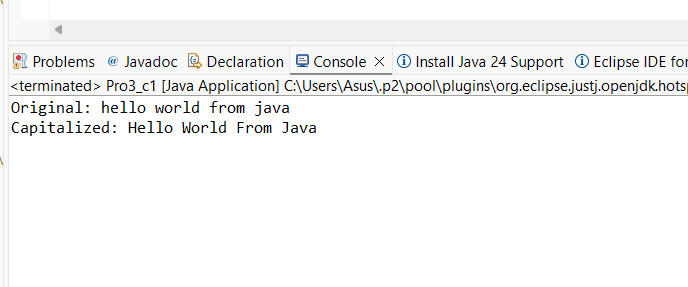 Problems @ Javadoc Declaration Console Install Java 24 Support Eclipse IDE for
<terminated> Pro3_c1 [Java Application] C:\Users\Asus\.p2\pool\plugins\org.eclipse.justj.openjdk.hotsp
Original: hello world from java
Capitalized: Hello World From Java